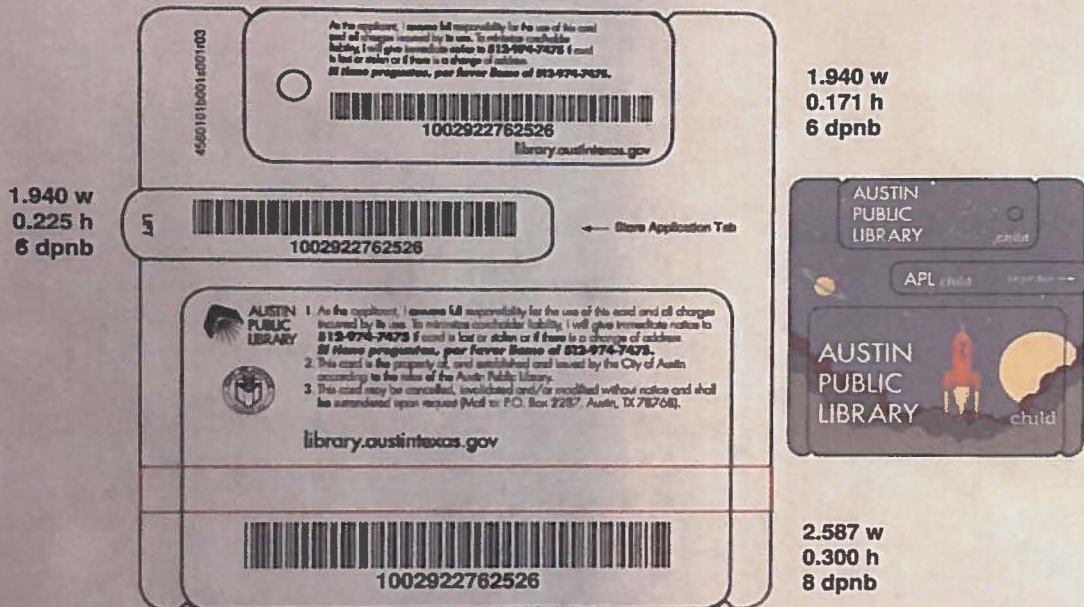 4560101b001s001r03
As the applicant, I assume full responsibility for the use of this card
and all charges incurred by its use. To minimize cardholder
liability, I will give immediate notice to 512-974-7475 if card
is lost or stolen or if there is a change of address.
Si tiene preguntas, por favor llame al 512-974-7475.
1002922762526
library.austintexas.gov
1.940 w
0.171 h
6 dpnb
1.940 w
0.225 h
6 dpnb
1002922762526
← Store Application Tab
AUSTIN
PUBLIC
LIBRARY
child
APL child
AUSTIN
PUBLIC
LIBRARY
child
AUSTIN
PUBLIC
LIBRARY
1. As the applicant, I assume full responsibility for the use of this card and all charges
incurred by its use. To minimize cardholder liability, I will give immediate notice to
512-974-7475 if card is lost or stolen or if there is a change of address.
Si tiene preguntas, por favor llame al 512-974-7475.
2. This card is the property of, and established and issued by the City of Austin
according to the rules of the Austin Public Library.
3. This card may be cancelled, invalidated and/or modified without notice and shall
be surrendered upon request (Mail to: P.O. Box 2287, Austin, TX 78768).
library.austintexas.gov
1002922762526
2.587 w
0.300 h
8 dpnb